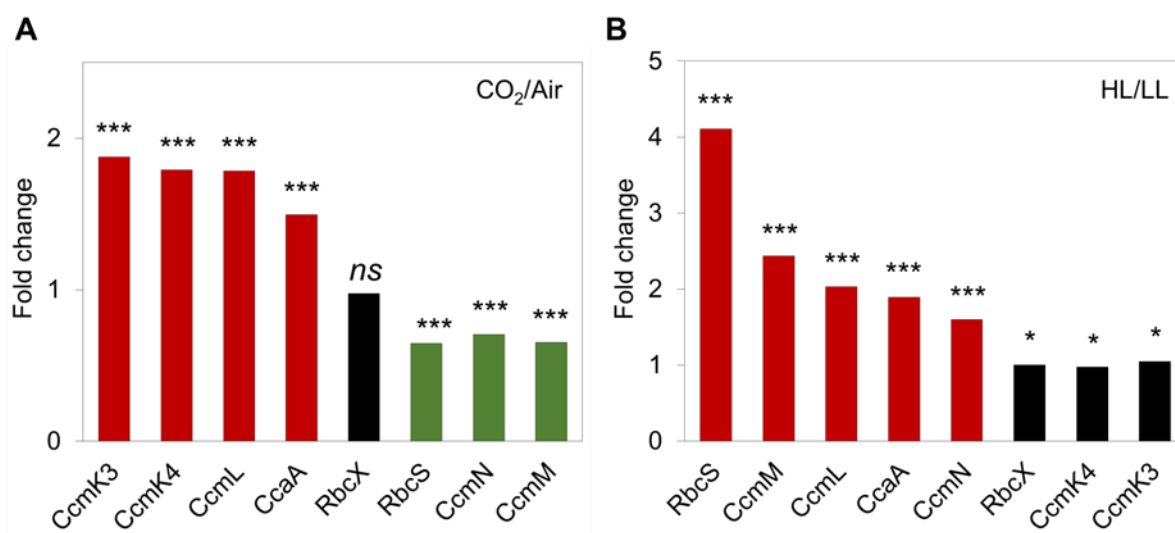 A
CO₂/Air
Fold change
2
1
0
***
***
***
***
ns
***
***
***
CcmK3
CcmK4
CcmL
CcaA
RbcX
RbcS
CcmN
CcmM
B
HL/LL
Fold change
5
4
3
2
1
0
***
***
***
***
***
*
*
*
RbcS
CcmM
CcmL
CcaA
CcmN
RbcX
CcmK4
CcmK3